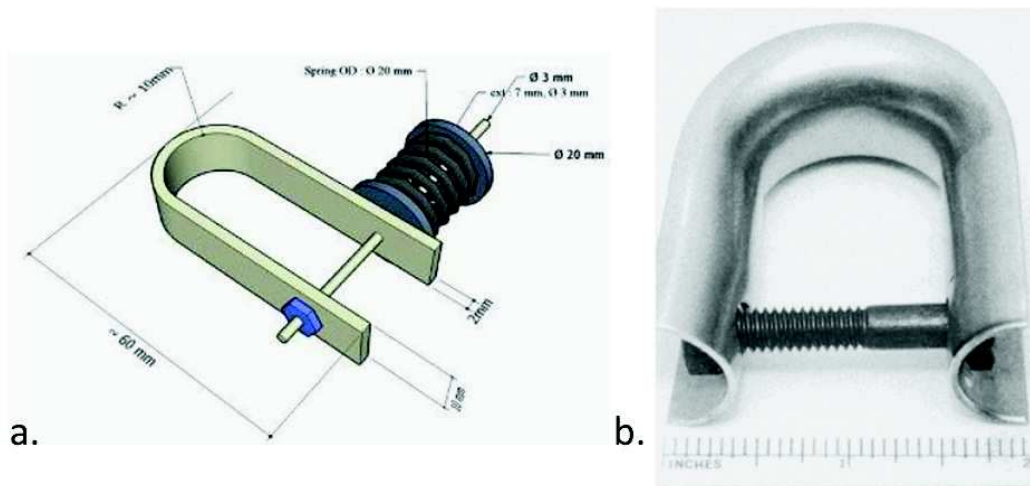 Spring OD : Ø 20 mm
Ø 3 mm
ext : 7 mm, Ø 3 mm
R ~ 10mm
Ø 20 mm
2mm
~ 60 mm
a.
b.
INCHES
1
2